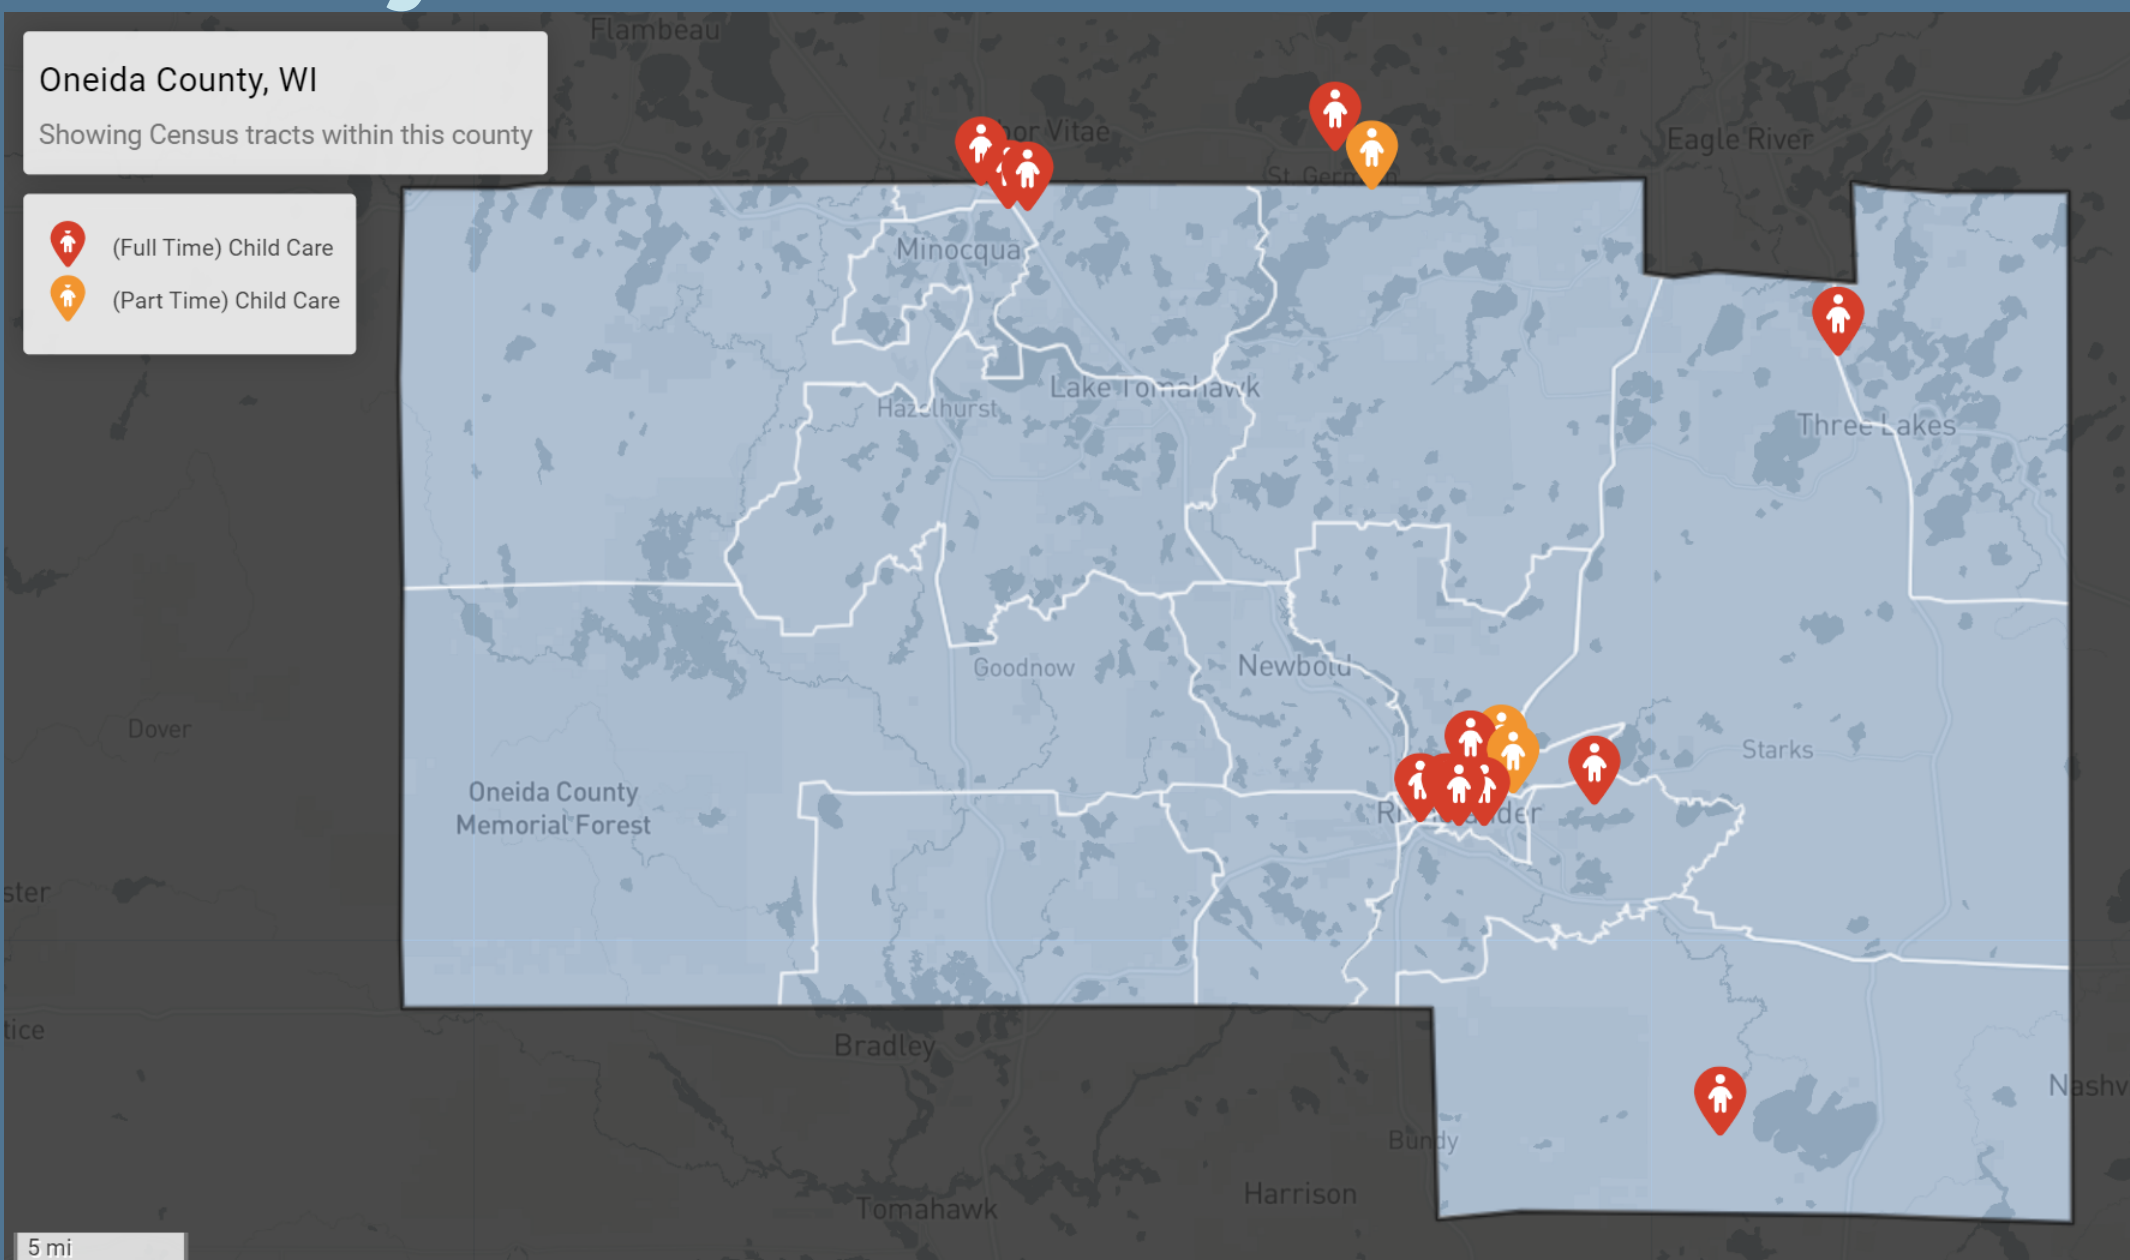 Oneida County, WI
Showing Census tracts within this county
(Full Time) Child Care
(Part Time) Child Care
Flambeau
Eagle River
Minocqua
Lake Tomahawk
Hazelhurst
Three Lakes
Goodnow
Newbold
Dover
Starks
Oneida County
Memorial Forest
Bradley
Bundy
Harrison
Tomahawk
5 mi